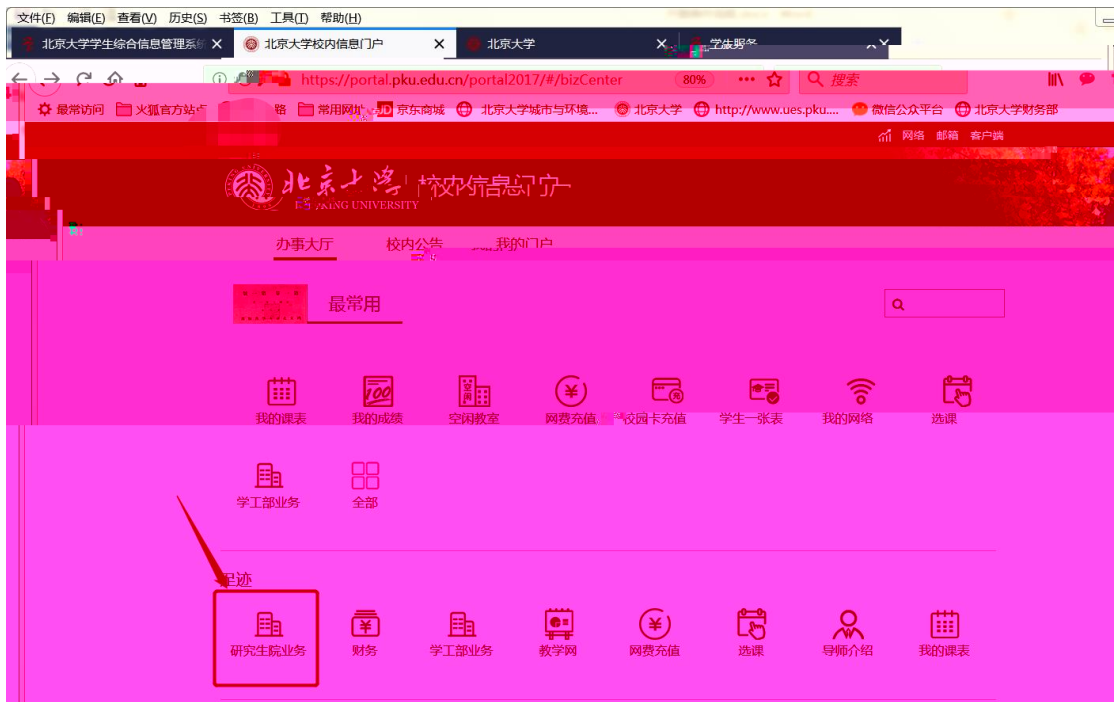 文件(F) 编辑(E) 查看(V) 历史(S) 书签(B) 工具(T) 帮助(H)
北京大学学生综合信息管理系统 北京大学校内信息门户 北京大学
https://portal.pku.edu.cn/portal2017/#/bizCenter 80% 搜索
最常访问 火狐官方站点 常用网址 JD 京东商城 北京大学城市与环境... 北京大学 http://www.ues.pku.... 微信公众平台 北京大学财务部
网络 邮箱 客户端
北京大学 校内信息门户
PEKING UNIVERSITY
办事大厅 校内公告 我的门户
最常用
我的课表 我的成绩 空闲教室 网费充值 校园卡充值 学生一张表 我的网络 选课
学工部业务 全部
足迹
研究生院业务 财务 学工部业务 教学网 网费充值 选课 导师介绍 我的课表